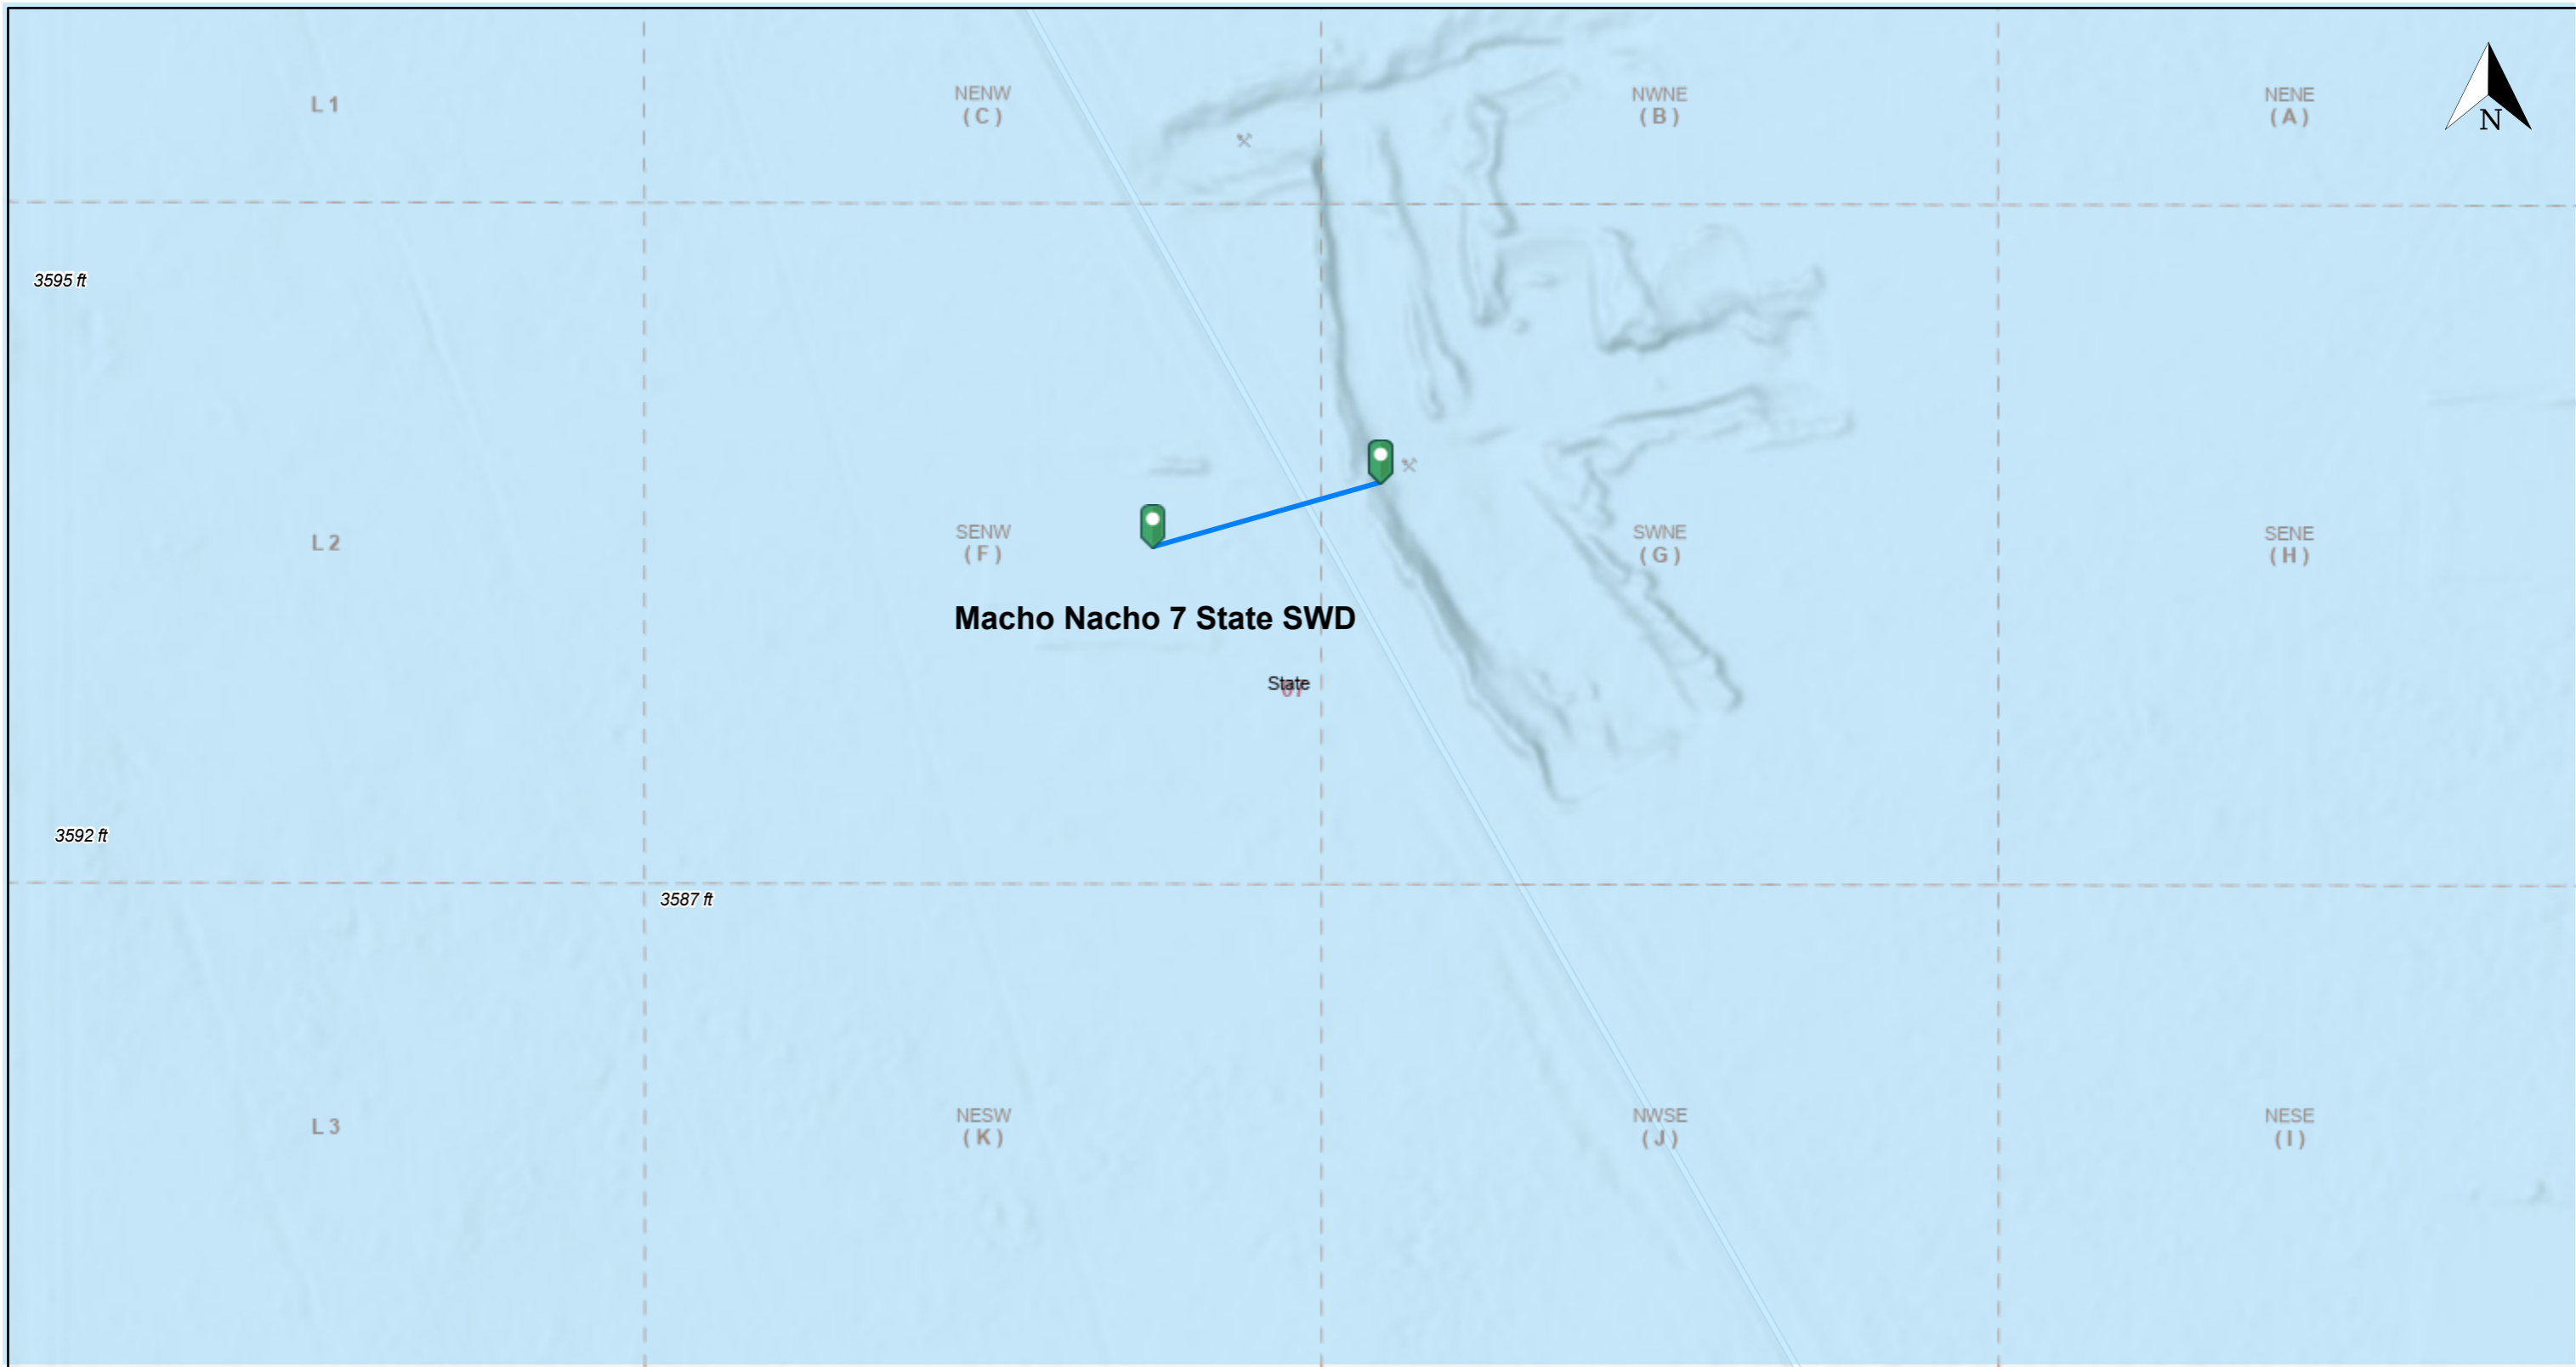 L 1
NENW
( C )
NWNE
( B )
NENE
( A )
N
3595 ft
L 2
SENW
( F )
SWNE
( G )
SENE
( H )
Macho Nacho 7 State SWD
State
07
3592 ft
3587 ft
L 3
NESW
( K )
NWSE
( J )
NESE
( I )